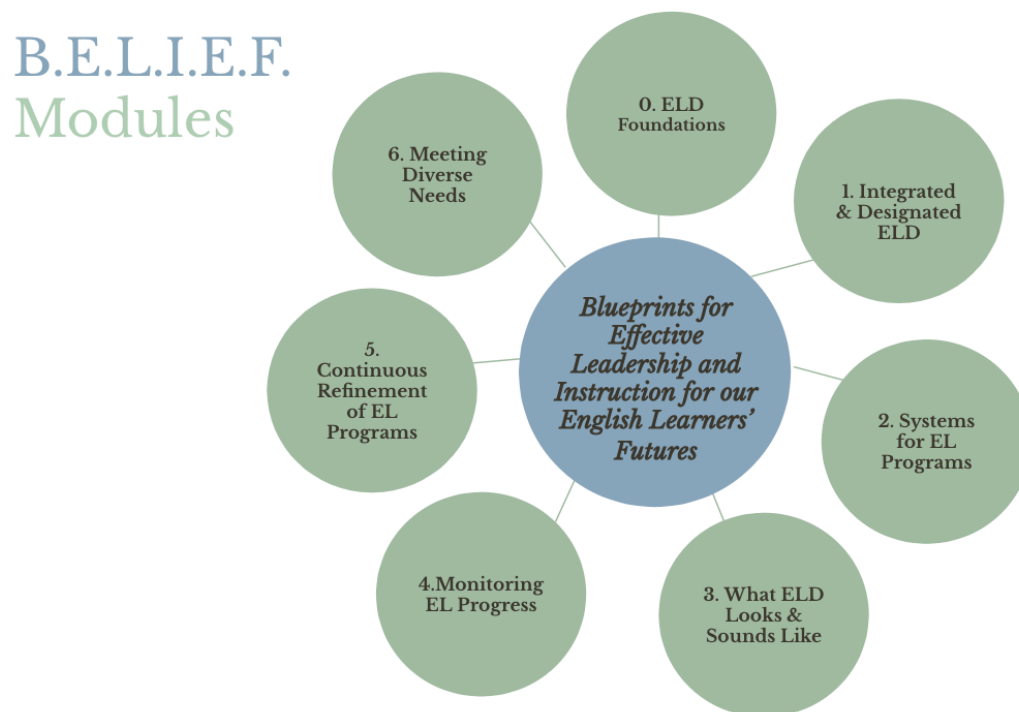 B.E.L.I.E.F.
Modules
0. ELD
Foundations
1. Integrated
& Designated
ELD
2. Systems
for EL
Programs
3. What ELD
Looks &
Sounds Like
4.Monitoring
EL Progress
5.
Continuous
Refinement
of EL
Programs
6. Meeting
Diverse
Needs
Blueprints for
Effective
Leadership and
Instruction for our
English Learners’
Futures